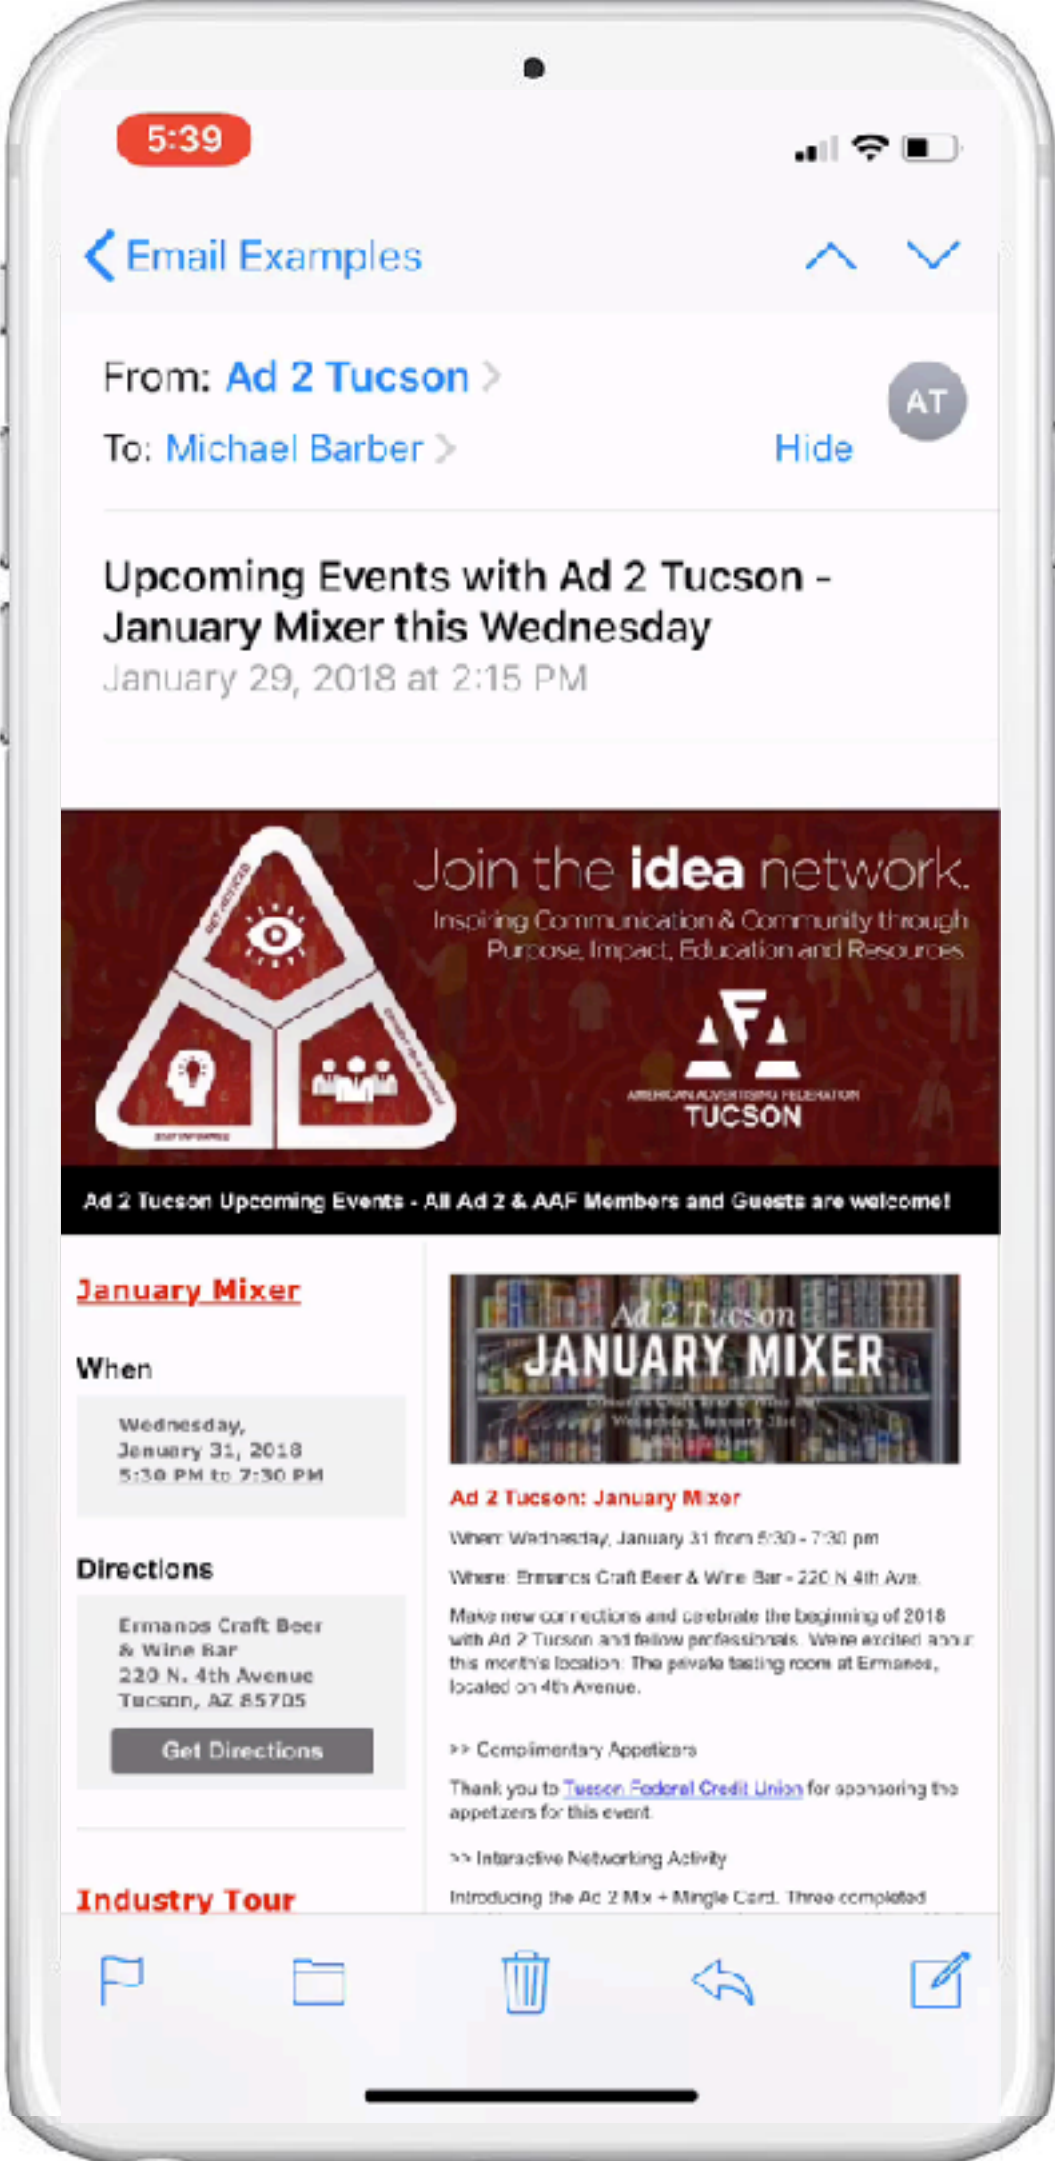 5:39
Email Examples
From: Ad 2 Tucson
AT
To: Michael Barber
Hide
Upcoming Events with Ad 2 Tucson -
January Mixer this Wednesday
January 29, 2018 at 2:15 PM
Join the idea network.
Inspiring Communication & Community through
Purpose, Impact, Education and Resources
AMERICAN ADVERTISING FEDERATION
TUCSON
Ad 2 Tucson Upcoming Events - All Ad 2 & AAF Members and Guests are welcome!
January Mixer
When
Wednesday,
January 31, 2018
5:30 PM to 7:30 PM
Directions
Ermanos Craft Beer
& Wine Bar
220 N. 4th Avenue
Tucson, AZ 85705
Get Directions
Industry Tour
Ad 2 Tucson
JANUARY MIXER
Ermanos Craft Beer & Wine Bar
Wednesday, January 31st
Ad 2 Tucson: January Mixer
When: Wednesday, January 31 from 5:30 - 7:30 pm
Where: Ermanos Craft Beer & Wine Bar - 220 N 4th Ave.
Make new connections and celebrate the beginning of 2018
with Ad 2 Tucson and fellow professionals. We're excited about
this month's location: The private tasting room at Ermanos,
located on 4th Avenue.
>> Complimentary Appetizers
Thank you to Tucson Federal Credit Union for sponsoring the
appetizers for this event.
>> Interactive Networking Activity
Introducing the Ad 2 Mix + Mingle Card. Three completed